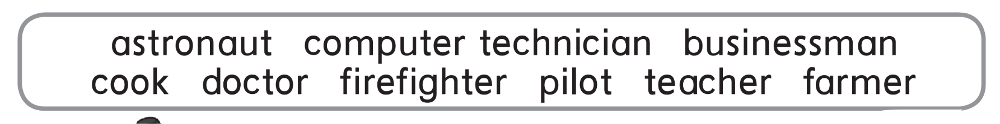 astronaut computer technician businessman
cook doctor firefighter pilot teacher farmer